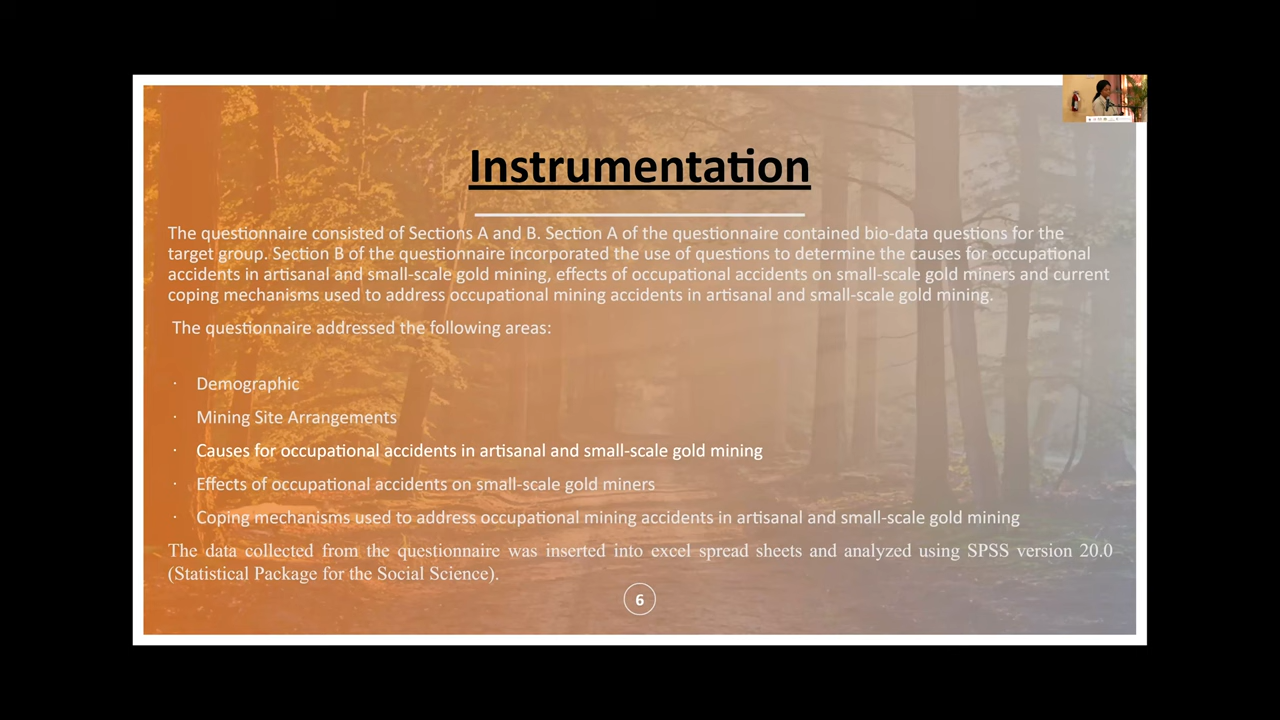 Instrumentation
The questionnaire consisted of Sections A and B. Section A of the questionnaire contained bio-data questions for the
target group. Section B of the questionnaire incorporated the use of questions to determine the causes for occupational
accidents in artisanal and small-scale gold mining, effects of occupational accidents on small-scale gold miners and current
coping mechanisms used to address occupational mining accidents in artisanal and small-scale gold mining.
The questionnaire addressed the following areas:
· Demographic
· Mining Site Arrangements
· Causes for occupational accidents in artisanal and small-scale gold mining
· Effects of occupational accidents on small-scale gold miners
· Coping mechanisms used to address occupational mining accidents in artisanal and small-scale gold mining
The data collected from the questionnaire was inserted into excel spread sheets and analyzed using SPSS version 20.0
(Statistical Package for the Social Science).
6